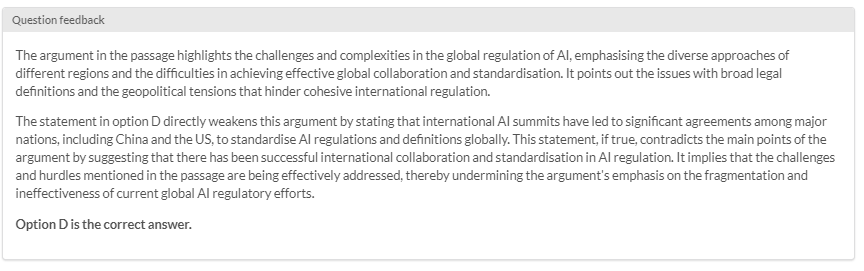 Question feedback
The argument in the passage highlights the challenges and complexities in the global regulation of AI, emphasising the diverse approaches of
different regions and the difficulties in achieving effective global collaboration and standardisation. It points out the issues with broad legal
definitions and the geopolitical tensions that hinder cohesive international regulation.
The statement in option D directly weakens this argument by stating that international AI summits have led to significant agreements among major
nations, including China and the US, to standardise AI regulations and definitions globally. This statement, if true, contradicts the main points of the
argument by suggesting that there has been successful international collaboration and standardisation in AI regulation. It implies that the challenges
and hurdles mentioned in the passage are being effectively addressed, thereby undermining the argument's emphasis on the fragmentation and
ineffectiveness of current global AI regulatory efforts.
Option D is the correct answer.